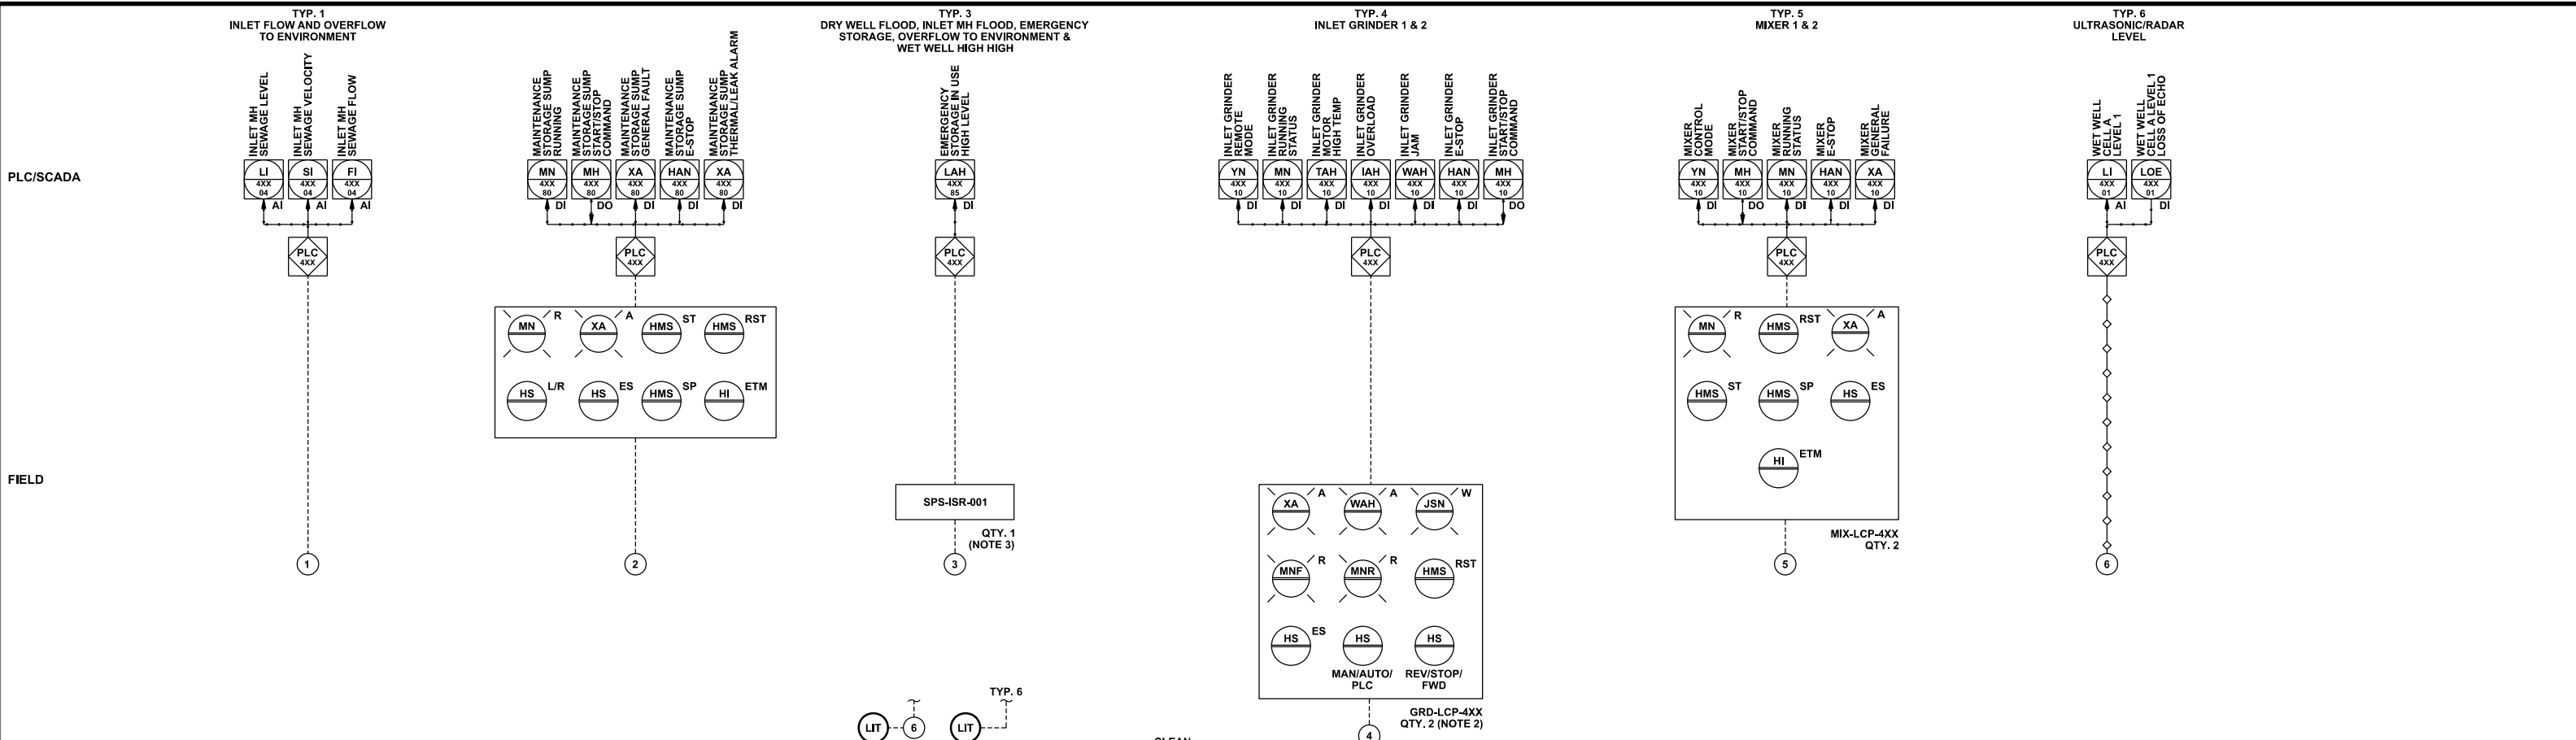 TYP. 1
INLET FLOW AND OVERFLOW
TO ENVIRONMENT
TYP. 3
DRY WELL FLOOD, INLET MH FLOOD, EMERGENCY
STORAGE, OVERFLOW TO ENVIRONMENT &
WET WELL HIGH HIGH
TYP. 4
INLET GRINDER 1 & 2
TYP. 5
MIXER 1 & 2
TYP. 6
ULTRASONIC/RADAR
LEVEL
INLET MH
SEWAGE LEVEL
INLET MH
SEWAGE VELOCITY
INLET MH
SEWAGE FLOW
MAINTENANCE
STORAGE SUMP
RUNNING
MAINTENANCE
STORAGE SUMP
START/STOP
COMMAND
MAINTENANCE
STORAGE SUMP
GENERAL FAULT
MAINTENANCE
STORAGE SUMP
E-STOP
MAINTENANCE
STORAGE SUMP
THERMAL/LEAK ALARM
EMERGENCY
STORAGE IN USE
HIGH LEVEL
INLET GRINDER
REMOTE
MODE
INLET GRINDER
RUNNING
STATUS
INLET GRINDER
MOTOR
HIGH TEMP
INLET GRINDER
OVERLOAD
INLET GRINDER
JAM
INLET GRINDER
E-STOP
INLET GRINDER
START/STOP
COMMAND
MIXER
CONTROL
MODE
MIXER
START/STOP
COMMAND
MIXER
RUNNING
STATUS
MIXER
E-STOP
MIXER
GENERAL
FAILURE
WET WELL
CELL A
LEVEL 1
WET WELL
CELL A LEVEL 1
LOSS OF ECHO
PLC/SCADA
LI
4XX
04
AI
SI
4XX
04
AI
FI
4XX
04
AI
MN
4XX
80
DI
MH
4XX
80
DO
XA
4XX
80
DI
HAN
4XX
80
DI
XA
4XX
80
DI
LAH
4XX
85
DI
YN
4XX
10
DI
MN
4XX
10
DI
TAH
4XX
10
DI
IAH
4XX
10
DI
WAH
4XX
10
DI
HAN
4XX
10
DI
MH
4XX
10
DO
YN
4XX
10
DI
MH
4XX
10
DO
MN
4XX
10
DI
HAN
4XX
10
DI
XA
4XX
10
DI
LI
4XX
01
AI
LOE
4XX
01
DI
PLC
4XX
PLC
4XX
PLC
4XX
PLC
4XX
PLC
4XX
PLC
4XX
MN R
XA A
HMS ST
HMS RST
HS L/R
HS ES
HMS SP
HI ETM
MN R
HMS RST
XA A
HMS ST
HMS SP
HS ES
HI ETM
MIX-LCP-4XX
QTY. 2
FIELD
SPS-ISR-001
QTY. 1
(NOTE 3)
XA A
WAH A
JSN W
MNF R
MNR R
HMS RST
HS ES
HS
MAN/AUTO/
PLC
HS
REV/STOP/
FWD
GRD-LCP-4XX
QTY. 2 (NOTE 2)
1
2
3
5
6
TYP. 6
LIT
6
LIT
4
CLEAN